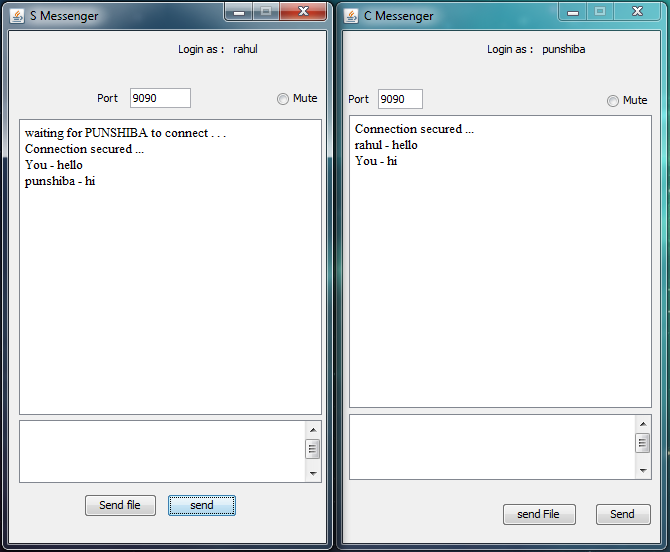 S Messenger
Login as :   rahul
Port   9090   Mute
waiting for PUNSHIBA to connect . . .
Connection secured ...
You - hello
punshiba - hi
Send file   send
C Messenger
Login as :   punshiba
Port   9090   Mute
Connection secured ...
rahul - hello
You - hi
send File   Send